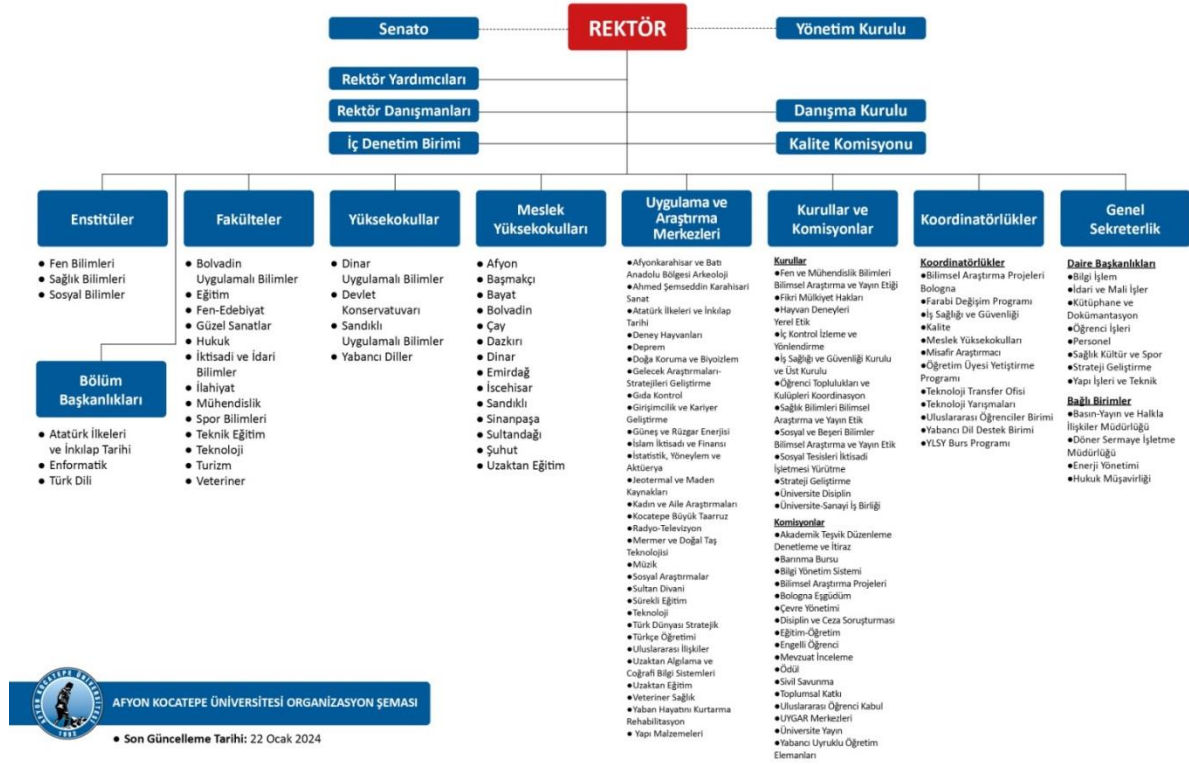 Senato
REKTÖR
Yönetim Kurulu
Rektör Yardımcıları
Rektör Danışmanları
Danışma Kurulu
İç Denetim Birimi
Kalite Komisyonu
Enstitüler
● Fen Bilimleri
● Sağlık Bilimleri
● Sosyal Bilimler
Bölüm
Başkanlıkları
● Atatürk İlkeleri
ve İnkılap Tarihi
● Enformatik
● Türk Dili
Fakülteler
● Bolvadin
Uygulamalı Bilimler
● Eğitim
● Fen-Edebiyat
● Güzel Sanatlar
● Hukuk
● İktisadi ve İdari
Bilimler
● İlahiyat
● Mühendislik
● Spor Bilimleri
● Teknik Eğitim
● Teknoloji
● Turizm
● Veteriner
Yüksekokullar
● Dinar
Uygulamalı Bilimler
● Devlet
Konservatuvarı
● Sandıklı
Uygulamalı Bilimler
● Yabancı Diller
Meslek
Yüksekokulları
● Afyon
● Başmakçı
● Bayat
● Bolvadin
● Çay
● Dazkırı
● Dinar
● Emirdağ
● İscehisar
● Sandıklı
● Sinanpaşa
● Sultandağı
● Şuhut
● Uzaktan Eğitim
Uygulama ve
Araştırma
Merkezleri
●Afyonkarahisar ve Batı
Anadolu Bölgesi Arkeoloji
●Ahmed Şemseddin Karahisari
Sanat
●Atatürk İlkeleri ve İnkılap
Tarihi
●Deney Hayvanları
●Deprem
●Doğa Koruma ve Biyoizlem
●Gelecek Araştırmaları-
Stratejileri Geliştirme
●Gıda Kontrol
●Girişimcilik ve Kariyer
Geliştirme
●Güneş ve Rüzgar Enerjisi
●İslam İktisadı ve Finansı
●İstatistik, Yöneylem ve
Aktüerya
●Jeotermal ve Maden
Kaynakları
●Kadın ve Aile Araştırmaları
●Kocatepe Büyük Taarruz
●Radyo-Televizyon
●Mermer ve Doğal Taş
Teknolojisi
●Müzik
●Sosyal Araştırmalar
●Sultan Divani
●Sürekli Eğitim
●Teknoloji
●Türk Dünyası Stratejik
●Türkçe Öğretimi
●Uluslararası İlişkiler
●Uzaktan Algılama ve
Coğrafi Bilgi Sistemleri
●Uzaktan Eğitim
●Veteriner Sağlık
●Yaban Hayatını Kurtarma
Rehabilitasyon
● Yapı Malzemeleri
Kurullar ve
Komisyonlar
Kurullar
●Fen ve Mühendislik Bilimleri
Bilimsel Araştırma ve Yayın Etiği
●Fikri Mülkiyet Hakları
●Hayvan Deneyleri
Yerel Etik
●İç Kontrol İzleme ve
Yönlendirme
●İş Sağlığı ve Güvenliği Kurulu
ve Üst Kurulu
●Öğrenci Toplulukları ve
Kulüpleri Koordinasyon
●Sağlık Bilimleri Bilimsel
Araştırma ve Yayın Etik
●Sosyal ve Beşeri Bilimler
Bilimsel Araştırma ve Yayın Etik
●Sosyal Tesisleri İktisadi
İşletmesi Yürütme
●Strateji Geliştirme
●Üniversite Disiplin
●Üniversite-Sanayi İş Birliği
Komisyonlar
●Akademik Teşvik Düzenleme
Denetleme ve İtiraz
●Barınma Bursu
●Bilgi Yönetim Sistemi
●Bilimsel Araştırma Projeleri
●Bologna Eşgüdüm
●Çevre Yönetimi
●Disiplin ve Ceza Soruşturması
●Eğitim-Öğretim
●Engelli Öğrenci
●Mevzuat İnceleme
●Ödül
●Sivil Savunma
●Toplumsal Katkı
●Uluslararası Öğrenci Kabul
●UYGAR Merkezleri
●Üniversite Yayın
●Yabancı Uyruklu Öğretim
Elemanları
Koordinatörlükler
Koordinatörlükler
●Bilimsel Araştırma Projeleri
Bologna
●Farabi Değişim Programı
●İş Sağlığı ve Güvenliği
●Kalite
●Meslek Yüksekokulları
●Misafir Araştırmacı
●Öğretim Üyesi Yetiştirme
Programı
●Teknoloji Transfer Ofisi
●Teknoloji Yarışmaları
●Uluslararası Öğrenciler Birimi
●Yabancı Dil Destek Birimi
●YLSY Burs Programı
Genel
Sekreterlik
Daire Başkanlıkları
●Bilgi İşlem
●İdari ve Mali İşler
●Kütüphane ve
Dokümantasyon
●Öğrenci İşleri
●Personel
●Sağlık Kültür ve Spor
●Strateji Geliştirme
●Yapı İşleri ve Teknik
Bağlı Birimler
●Basın-Yayın ve Halkla
İlişkiler Müdürlüğü
●Döner Sermaye İşletme
Müdürlüğü
●Enerji Yönetimi
●Hukuk Müşavirliği
AFYON KOCATEPE ÜNİVERSİTESİ
1992
AFYON KOCATEPE ÜNİVERSİTESİ ORGANİZASYON ŞEMASI
● Son Güncelleme Tarihi: 22 Ocak 2024